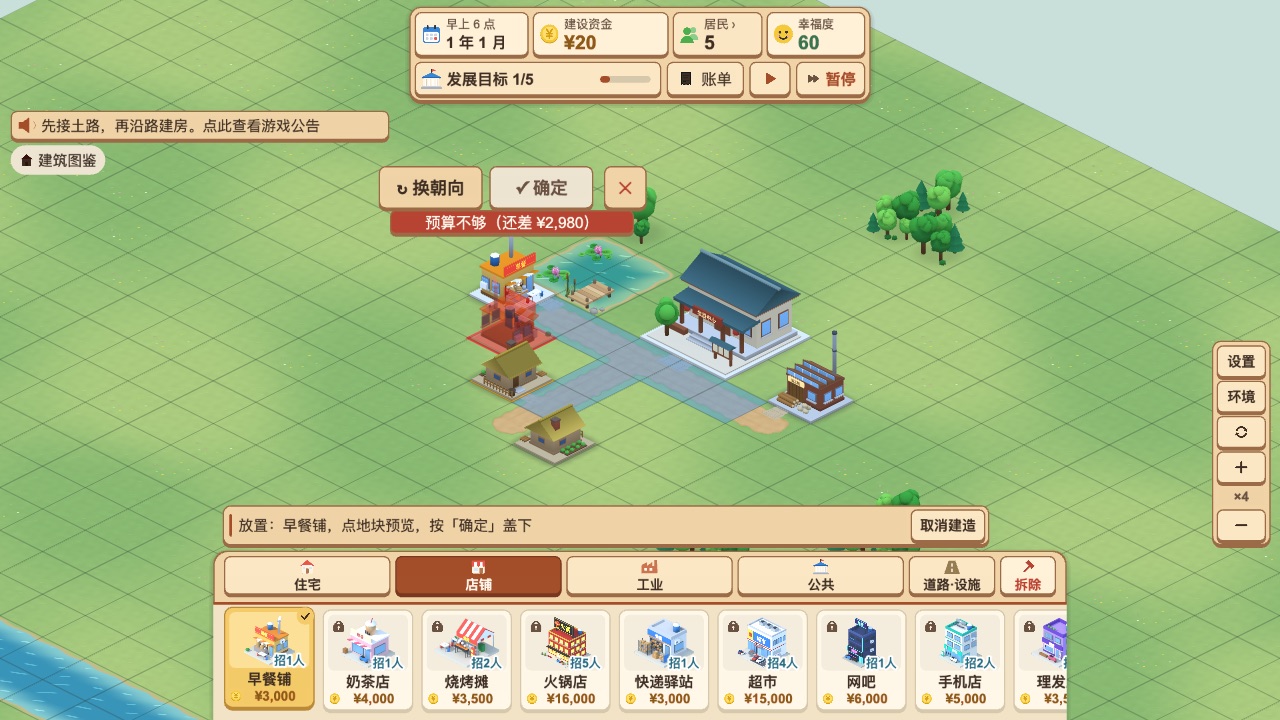 早上 6 点
1 年 1 月
建设资金
¥20
居民 ›
5
幸福度
60
发展目标 1/5
账单
暂停
先接土路，再沿路建房。点此查看游戏公告
建筑图鉴
↻ 换朝向
✓确定
✕
预算不够（还差 ¥2,980）
设置
环境
+
×4
−
放置：早餐铺，点地块预览，按「确定」盖下
取消建造
住宅
店铺
工业
公共
道路·设施
拆除
招1人
早餐铺
¥3,000
招1人
奶茶店
¥4,000
招2人
烧烤摊
¥3,500
招5人
火锅店
¥16,000
招1人
快递驿站
¥3,000
招4人
超市
¥15,000
招1人
网吧
¥6,000
招2人
手机店
¥5,000
理发
¥3,5